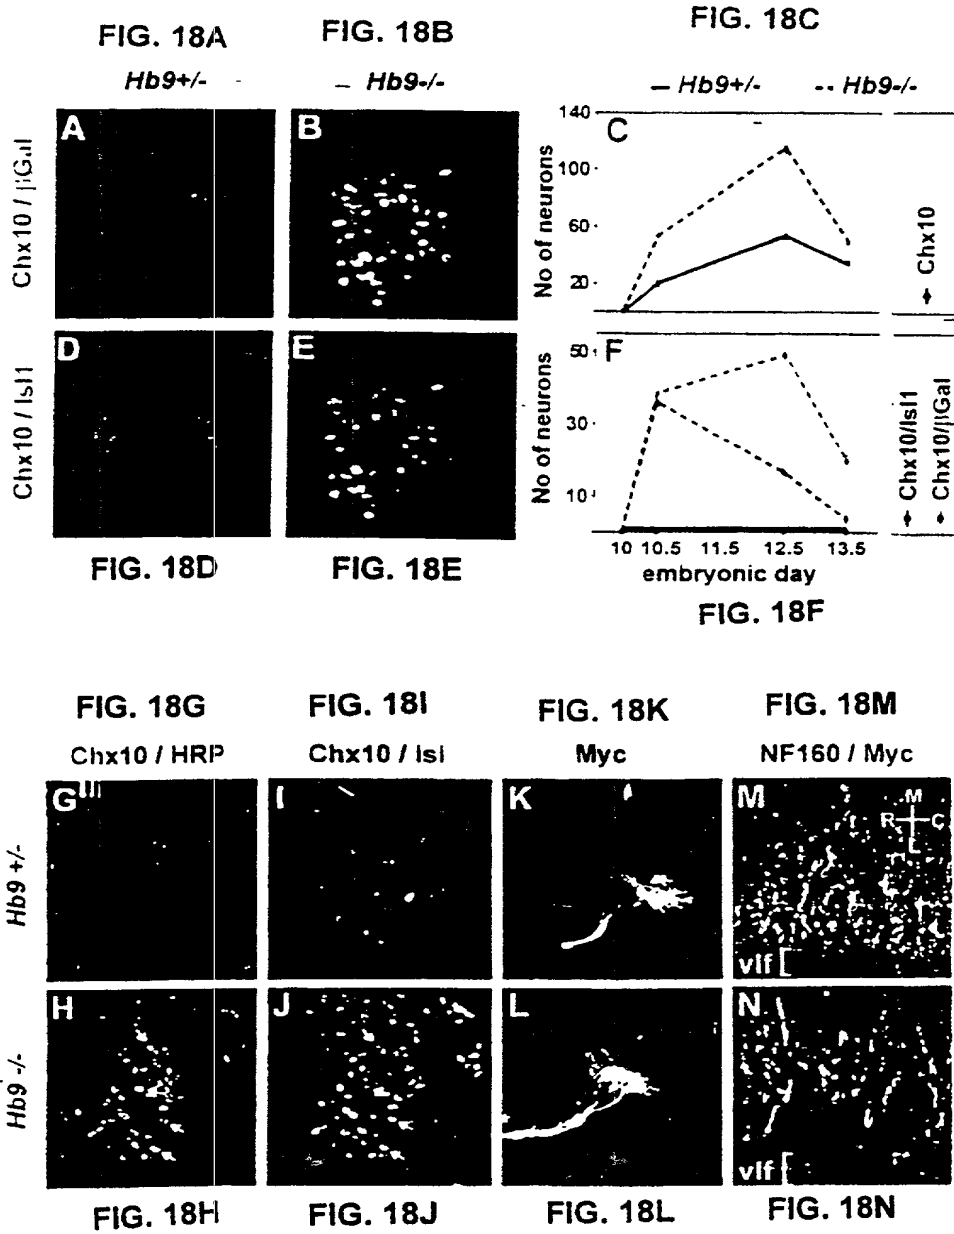 FIG. 18A
FIG. 18B
FIG. 18C
Hb9+/-
Hb9-/-
Hb9+/-
Hb9-/-
Chx10 / βGal
A
B
No of neurons
140
100
60
20
C
Chx10
Chx10 / Isl1
D
E
No of neurons
50
30
10
F
Chx10/Isl1
Chx10/βGal
10 10.5 11.5 12.5 13.5
embryonic day
FIG. 18D
FIG. 18E
FIG. 18F
FIG. 18G
FIG. 18I
FIG. 18K
FIG. 18M
Chx10 / HRP
Chx10 / Isl
Myc
NF160 / Myc
Hb9 +/-
G
I
K
M
M
R C
L
vlf
Hb9 -/-
H
J
L
N
vlf
FIG. 18H
FIG. 18J
FIG. 18L
FIG. 18N